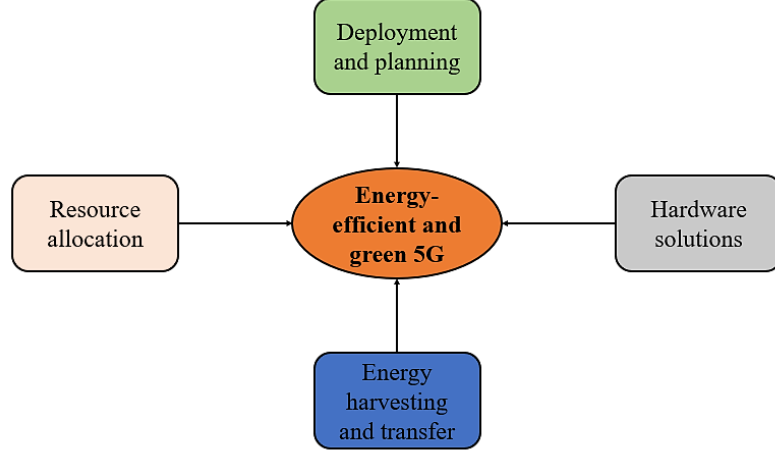 Deployment
and planning
Resource
allocation
Energy-
efficient and
green 5G
Hardware
solutions
Energy
harvesting
and transfer